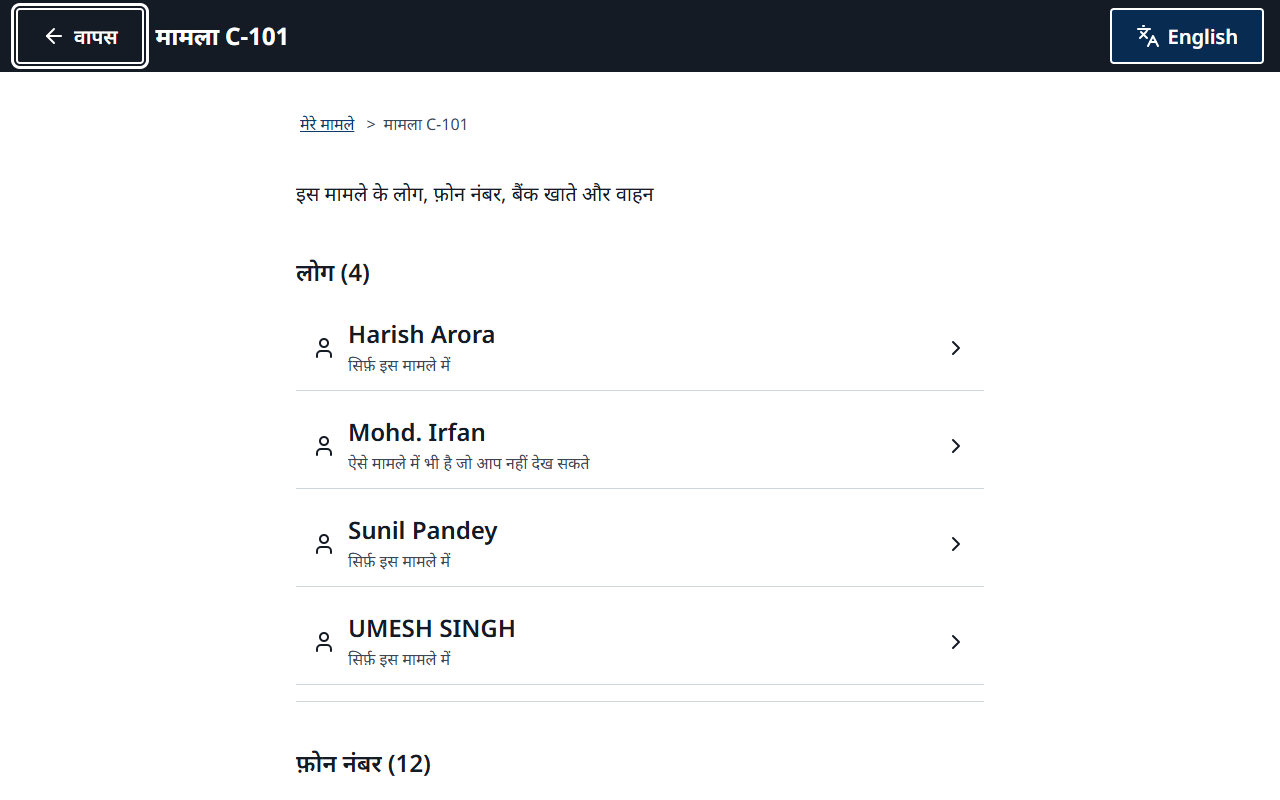 वापस
मामला C-101
English
मेरे मामले > मामला C-101
इस मामले के लोग, फ़ोन नंबर, बैंक खाते और वाहन
लोग (4)
Harish Arora
सिर्फ़ इस मामले में
Mohd. Irfan
ऐसे मामले में भी है जो आप नहीं देख सकते
Sunil Pandey
सिर्फ़ इस मामले में
UMESH SINGH
सिर्फ़ इस मामले में
फ़ोन नंबर (12)